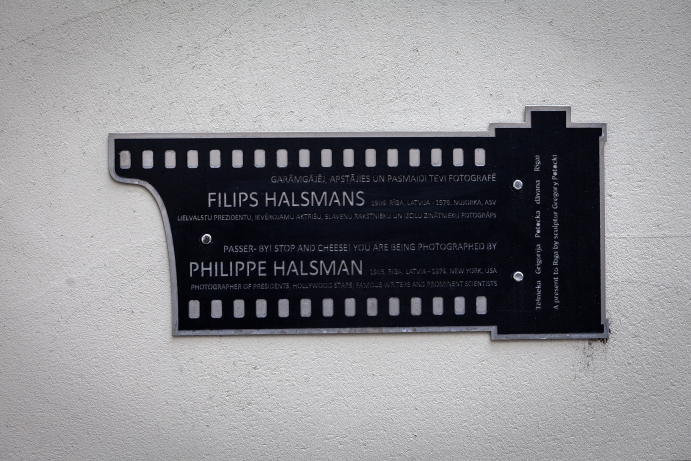 GARĀMGĀJĒJ, APSTĀJIES UN PASMAIDI TEVI FOTOGRAFĒ
FILIPS HALSMANS 1906, RĪGA, LATVIJA - 1979, ŅUJORKA, ASV
LIELVALSTU PREZIDENTU, IEVĒROJAMU AKTRIŠU, SLAVENU RAKSTNIEKU UN IZCILU ZINĀTNIEKU FOTOGRĀFS
PASSER- BY! STOP AND CHEESE! YOU ARE BEING PHOTOGRAPHED BY
PHILIPPE HALSMAN 1906, RIGA, LATVIA - 1979, NEW YORK, USA
PHOTOGRAPHER OF PRESIDENTS, HOLLYWOOD STARS, FAMOUS WRITERS AND PROMINENT SCIENTISTS
Tēlnieka Grigorija Potocka dāvana Rīgai
A present to Riga by sculptor Gregory Potocki